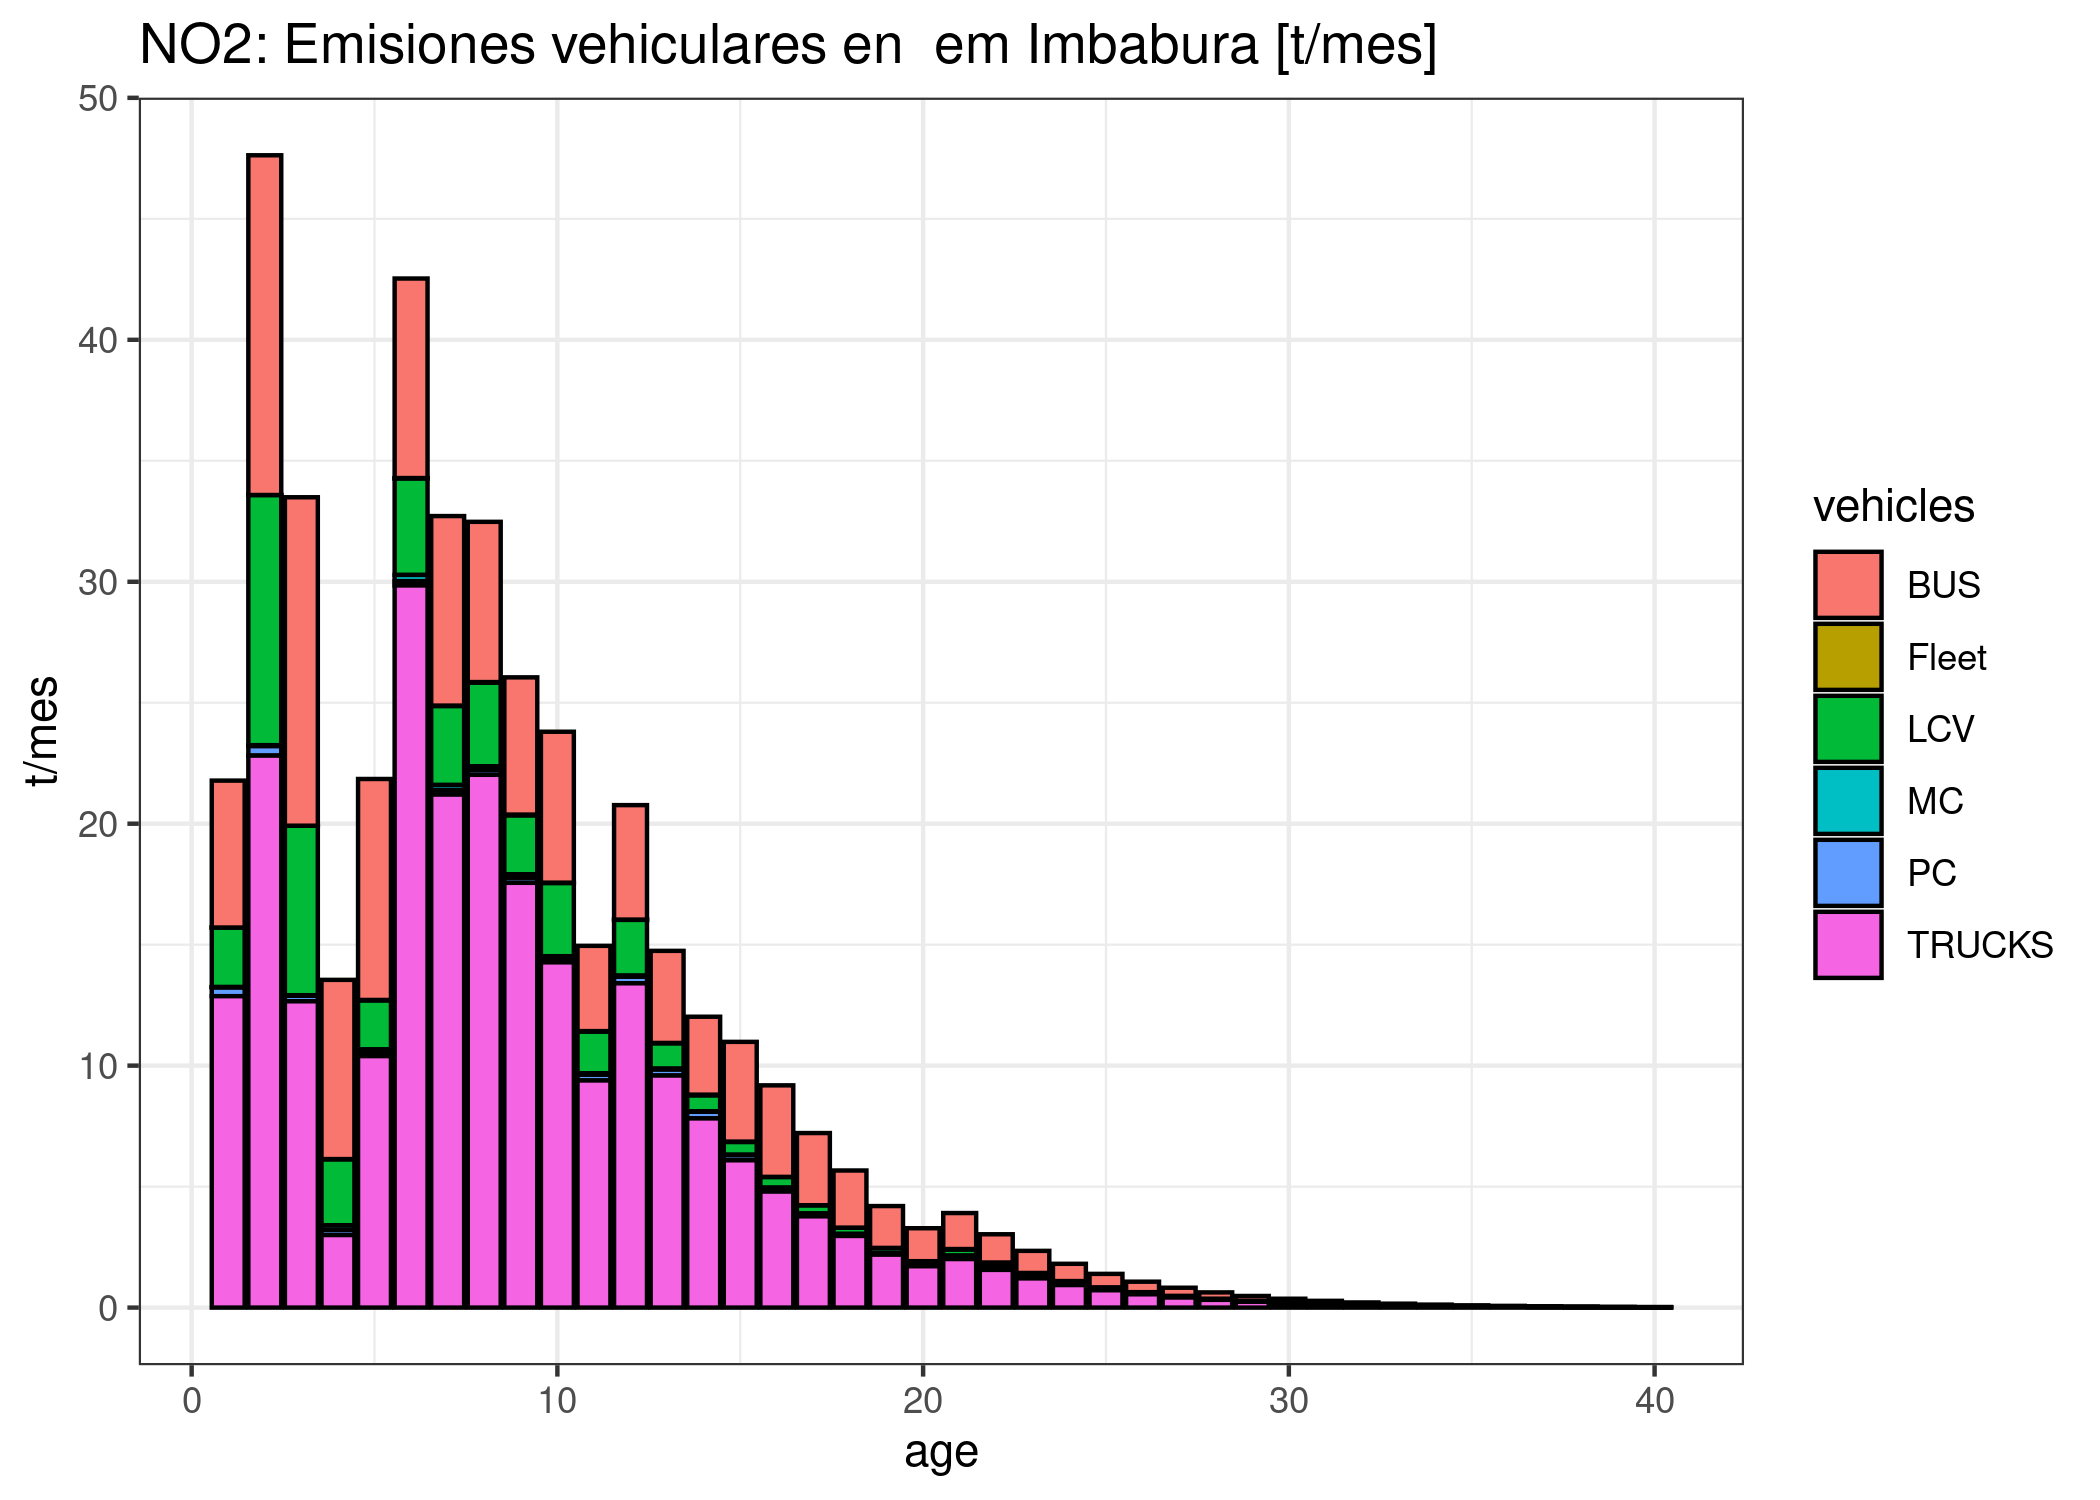 NO2: Emisiones vehiculares en  em Imbabura [t/mes]
50
40
30
20
10
0
t/mes
0 10 20 30 40
age
vehicles
BUS
Fleet
LCV
MC
PC
TRUCKS